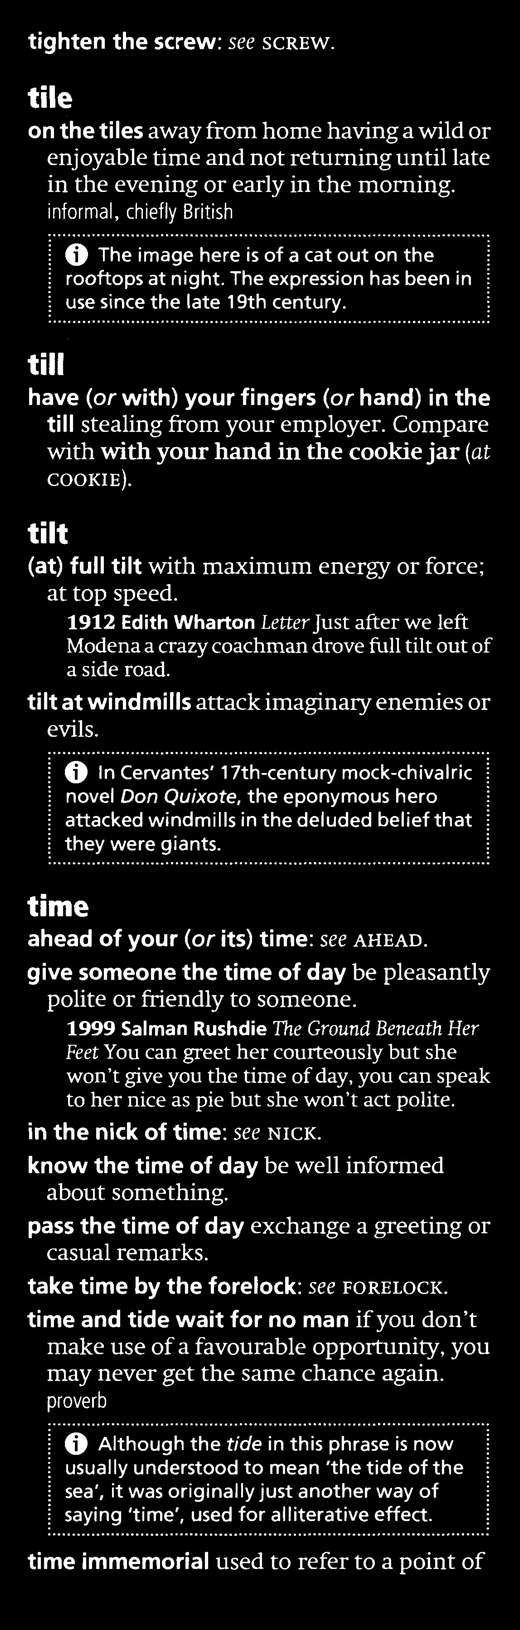 tighten the screw: see SCREW.
tile
on the tiles away from home having a wild or
enjoyable time and not returning until late
in the evening or early in the morning.
informal, chiefly British
ⓘ The image here is of a cat out on the
rooftops at night. The expression has been in
use since the late 19th century.
till
have (or with) your fingers (or hand) in the
till stealing from your employer. Compare
with with your hand in the cookie jar (at
COOKIE).
tilt
(at) full tilt with maximum energy or force;
at top speed.
1912 Edith Wharton Letter Just after we left
Modena a crazy coachman drove full tilt out of
a side road.
tilt at windmills attack imaginary enemies or
evils.
ⓘ In Cervantes' 17th-century mock-chivalric
novel Don Quixote, the eponymous hero
attacked windmills in the deluded belief that
they were giants.
time
ahead of your (or its) time: see AHEAD.
give someone the time of day be pleasantly
polite or friendly to someone.
1999 Salman Rushdie The Ground Beneath Her
Feet You can greet her courteously but she
won't give you the time of day, you can speak
to her nice as pie but she won't act polite.
in the nick of time: see NICK.
know the time of day be well informed
about something.
pass the time of day exchange a greeting or
casual remarks.
take time by the forelock: see FORELOCK.
time and tide wait for no man if you don't
make use of a favourable opportunity, you
may never get the same chance again.
proverb
ⓘ Although the tide in this phrase is now
usually understood to mean 'the tide of the
sea', it was originally just another way of
saying 'time', used for alliterative effect.
time immemorial used to refer to a point of